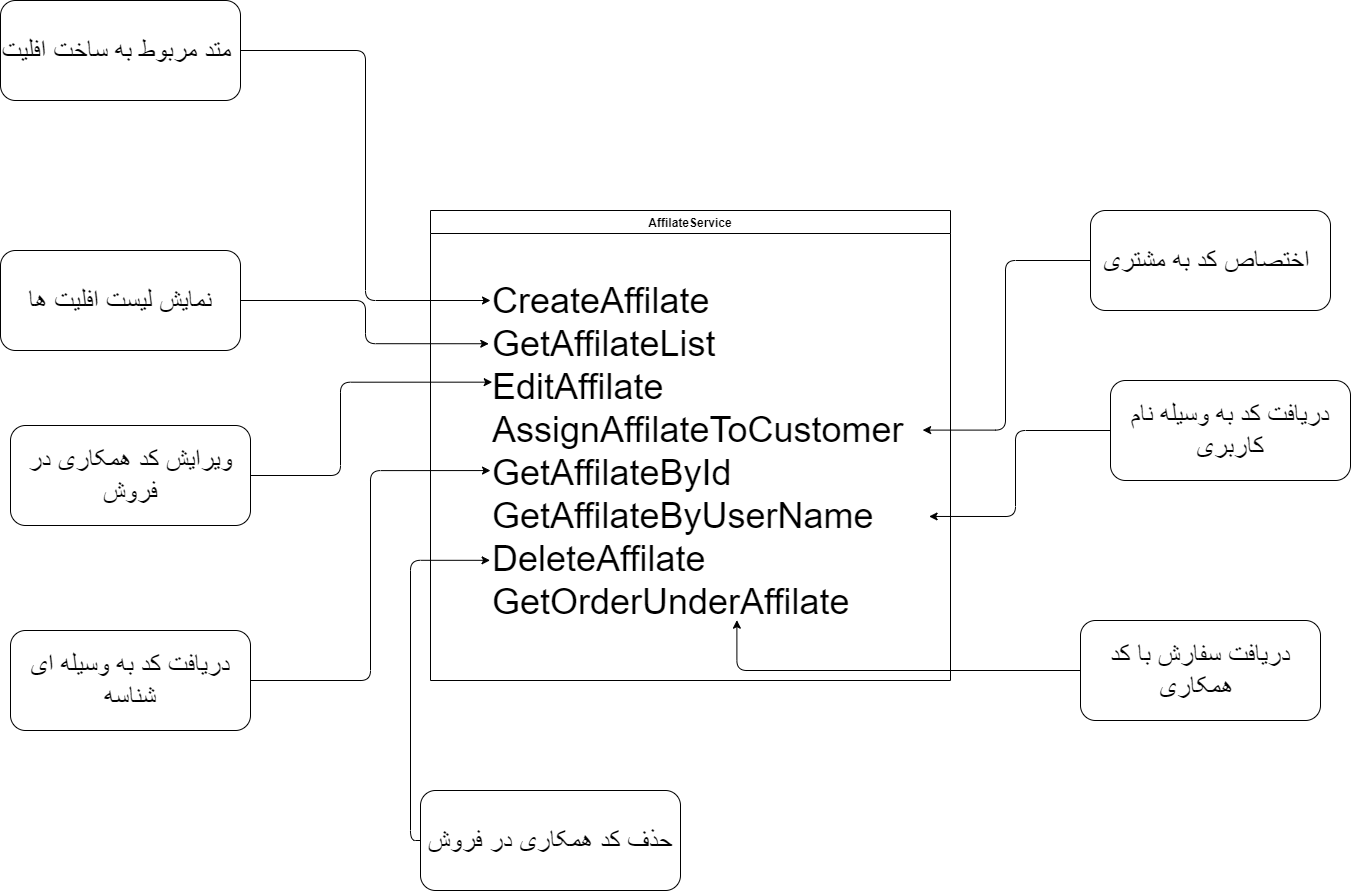 متد مربوط به ساخت افلیت
AffilateService
اختصاص کد به مشتری
نمایش لیست افلیت ها
CreateAffilate
GetAffilateList
EditAffilate
AssignAffilateToCustomer
GetAffilateById
GetAffilateByUserName
DeleteAffilate
GetOrderUnderAffilate
دریافت کد به وسیله نام
کاربری
ویرایش کد همکاری در
فروش
دریافت کد به وسیله ای
شناسه
دریافت سفارش با کد
همکاری
حذف کد همکاری در فروش